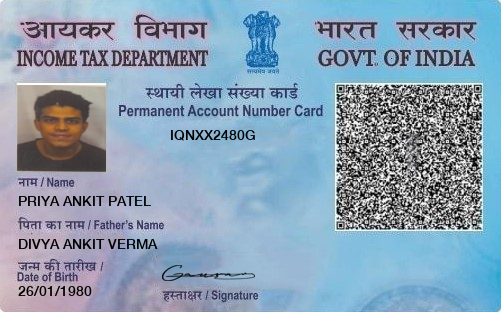 आयकर विभाग
INCOME TAX DEPARTMENT
सत्यमेव जयते
भारत सरकार
GOVT. OF INDIA
स्थायी लेखा संख्या कार्ड
Permanent Account Number Card
IQNXX2480G
नाम / Name
PRIYA ANKIT PATEL
पिता का नाम / Father's Name
DIVYA ANKIT VERMA
जन्म की तारीख /
Date of Birth
26/01/1980
हस्ताक्षर / Signature